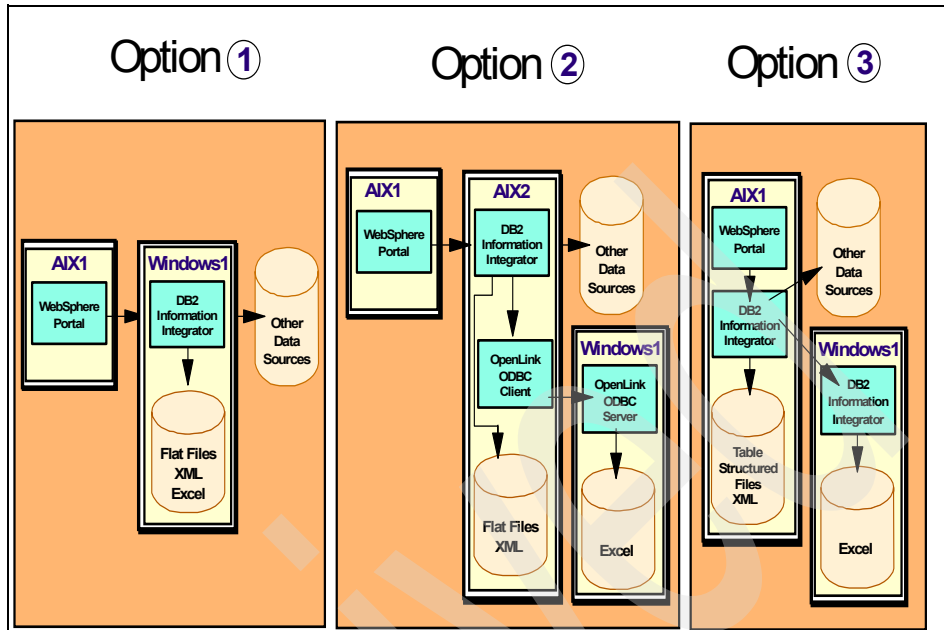 Option 1
AIX1
WebSphere
Portal
Windows1
DB2
Information
Integrator
Flat Files
XML
Excel
Other
Data
Sources
Option 2
AIX1
WebSphere
Portal
AIX2
DB2
Information
Integrator
OpenLink
ODBC
Client
Flat Files
XML
Other
Data
Sources
Windows1
OpenLink
ODBC
Server
Excel
Option 3
AIX1
WebSphere
Portal
DB2
Information
Integrator
Table
Structured
Files
XML
Other
Data
Sources
Windows1
DB2
Information
Integrator
Excel